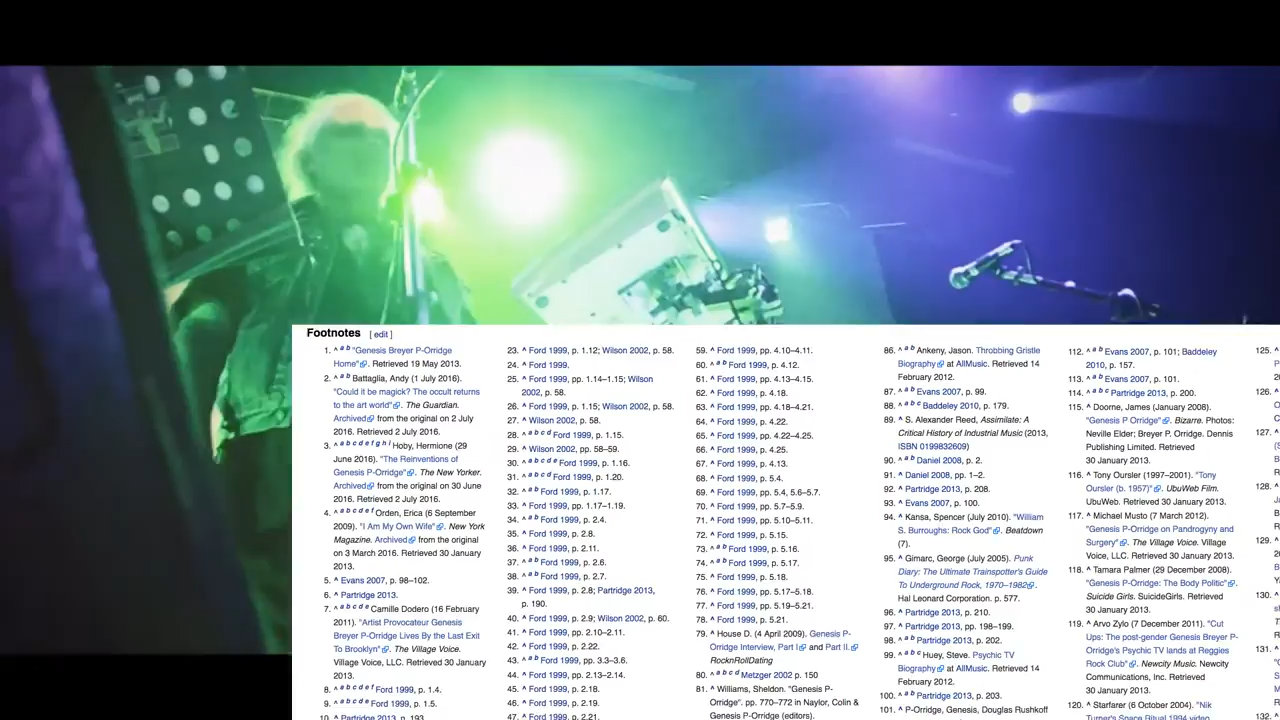 Footnotes [ edit ]
1. ^ a b "Genesis Breyer P-Orridge
Home". Retrieved 19 May 2013.
2. ^ a b Battaglia, Andy (1 July 2016).
"Could it be magick? The occult returns
to the art world". The Guardian.
Archived from the original on 2 July
2016. Retrieved 2 July 2016.
3. ^ a b c d e f g h i Hoby, Hermione (29
June 2016). "The Reinventions of
Genesis P-Orridge". The New Yorker.
Archived from the original on 30 June
2016. Retrieved 2 July 2016.
4. ^ a b c d e f Orden, Erica (6 September
2009). "I Am My Own Wife". New York
Magazine. Archived from the original
on 3 March 2016. Retrieved 30 January
2013.
5. ^ Evans 2007, p. 98–102.
6. ^ Partridge 2013.
7. ^ a b c d e Camille Dodero (16 February
2011). "Artist Provocateur Genesis
Breyer P-Orridge Lives By the Last Exit
To Brooklyn". The Village Voice.
Village Voice, LLC. Retrieved 30 January
2013.
8. ^ a b c d e f Ford 1999, p. 1.4.
9. ^ a b c d e Ford 1999, p. 1.5.
10. ^ Partridge 2013, p. 193.
23. ^ Ford 1999, p. 1.12; Wilson 2002, p. 58.
24. ^ Ford 1999.
25. ^ Ford 1999, pp. 1.14–1.15; Wilson
2002, p. 58.
26. ^ Ford 1999, p. 1.15; Wilson 2002, p. 58.
27. ^ Wilson 2002, p. 58.
28. ^ a b c d Ford 1999, p. 1.15.
29. ^ Wilson 2002, pp. 58–59.
30. ^ a b c d e Ford 1999, p. 1.16.
31. ^ a b c d Ford 1999, p. 1.20.
32. ^ a b Ford 1999, p. 1.17.
33. ^ Ford 1999, pp. 1.17–1.19.
34. ^ a b Ford 1999, p. 2.4.
35. ^ Ford 1999, p. 2.8.
36. ^ Ford 1999, p. 2.11.
37. ^ a b Ford 1999, p. 2.6.
38. ^ a b Ford 1999, p. 2.7.
39. ^ Ford 1999, p. 2.8; Partridge 2013,
p. 190.
40. ^ Ford 1999, p. 2.9; Wilson 2002, p. 60.
41. ^ Ford 1999, pp. 2.10–2.11.
42. ^ Ford 1999, p. 2.22.
43. ^ a b Ford 1999, pp. 3.3–3.6.
44. ^ Ford 1999, pp. 2.13–2.14.
45. ^ Ford 1999, p. 2.18.
46. ^ Ford 1999, p. 2.19.
47. ^ Ford 1999, p. 2.21.
59. ^ Ford 1999, pp. 4.10–4.11.
60. ^ a b Ford 1999, p. 4.12.
61. ^ Ford 1999, pp. 4.13–4.15.
62. ^ Ford 1999, p. 4.18.
63. ^ Ford 1999, pp. 4.18–4.21.
64. ^ Ford 1999, p. 4.22.
65. ^ Ford 1999, pp. 4.22–4.25.
66. ^ Ford 1999, p. 4.25.
67. ^ Ford 1999, p. 4.13.
68. ^ Ford 1999, p. 5.4.
69. ^ Ford 1999, pp. 5.4, 5.6–5.7.
70. ^ Ford 1999, pp. 5.7–5.9.
71. ^ Ford 1999, pp. 5.10–5.11.
72. ^ Ford 1999, p. 5.15.
73. ^ a b Ford 1999, p. 5.16.
74. ^ a b Ford 1999, p. 5.17.
75. ^ Ford 1999, p. 5.18.
76. ^ Ford 1999, pp. 5.17–5.18.
77. ^ Ford 1999, pp. 5.19–5.21.
78. ^ Ford 1999, p. 5.21.
79. ^ House D. (4 April 2009). Genesis P-
Orridge Interview, Part I and Part II.
RocknRollDating
80. ^ a b c d Metzger 2002 p. 150
81. ^ Williams, Sheldon. "Genesis P-
Orridge". pp. 770–772 in Naylor, Colin &
Genesis P-Orridge (editors).
86. ^ a b Ankeny, Jason. Throbbing Gristle
Biography at AllMusic. Retrieved 14
February 2012.
87. ^ a b Evans 2007, p. 99.
88. ^ a b c Baddeley 2010, p. 179.
89. ^ S. Alexander Reed, Assimilate: A
Critical History of Industrial Music (2013,
ISBN 0199832609)
90. ^ a b Daniel 2008, p. 2.
91. ^ Daniel 2008, pp. 1–2.
92. ^ Partridge 2013, p. 208.
93. ^ Evans 2007, p. 100.
94. ^ Kansa, Spencer (July 2010). "William
S. Burroughs: Rock God". Beatdown
(7).
95. ^ Gimarc, George (July 2005). Punk
Diary: The Ultimate Trainspotter's Guide
To Underground Rock, 1970–1982.
Hal Leonard Corporation. p. 577.
96. ^ Partridge 2013, p. 210.
97. ^ Partridge 2013, pp. 198–199.
98. ^ a b Partridge 2013, p. 202.
99. ^ a b c Huey, Steve. Psychic TV
Biography at AllMusic. Retrieved 14
February 2012.
100. ^ a b Partridge 2013, p. 203.
101. ^ P-Orridge, Genesis, Douglas Rushkoff
112. ^ a b Evans 2007, p. 101; Baddeley
2010, p. 157.
113. ^ a b Evans 2007, p. 101.
114. ^ a b c Partridge 2013, p. 200.
115. ^ Doorne, James (January 2008).
"Genesis P Orridge". Bizarre. Photos:
Neville Elder; Breyer P. Orridge. Dennis
Publishing Limited. Retrieved
30 January 2013.
116. ^ Tony Oursler (1997–2001). "Tony
Oursler (b. 1957)". UbuWeb Film.
UbuWeb. Retrieved 30 January 2013.
117. ^ Michael Musto (7 March 2012).
"Genesis P-Orridge on Pandrogyny and
Surgery". The Village Voice. Village
Voice, LLC. Retrieved 30 January 2013.
118. ^ Tamara Palmer (29 December 2008).
"Genesis P-Orridge: The Body Politic".
Suicide Girls. SuicideGirls. Retrieved
30 January 2013.
119. ^ Arvo Zylo (7 December 2011). "Cut
Ups: The post-gender Genesis Breyer P-
Orridge's Psychic TV lands at Reggies
Rock Club". Newcity Music. Newcity
Communications, Inc. Retrieved
30 January 2013.
120. ^ Starfarer (6 October 2004). "Nik
Turner's Space Ritual 1994 video
125.
126.
127.
128.
129.
130.
131.
132.